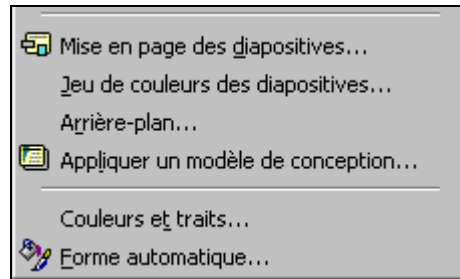 Mise en page des diapositives...
Jeu de couleurs des diapositives...
Arrière-plan...
Appliquer un modèle de conception...
Couleurs et traits...
Forme automatique...